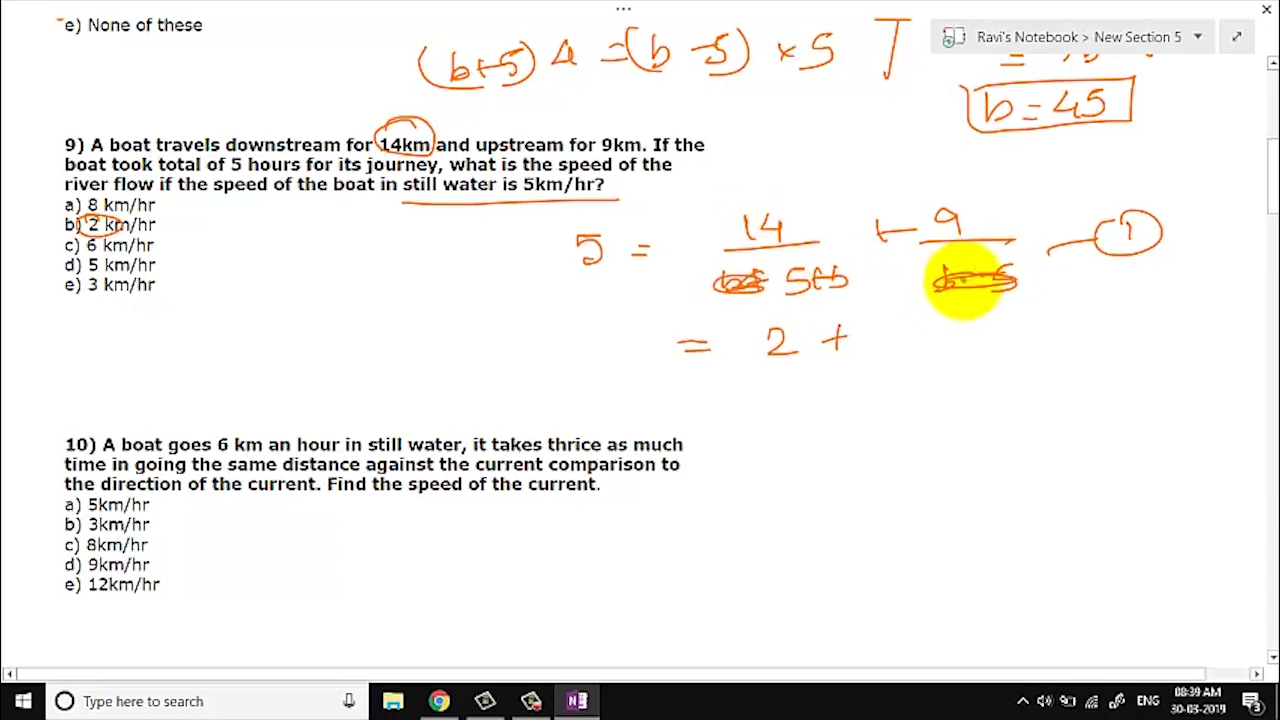 e) None of these
Ravi's Notebook > New Section 5
(b+5) 4 = (b - 5) × 5
b = 45
9) A boat travels downstream for 14km and upstream for 9km. If the
boat took total of 5 hours for its journey, what is the speed of the
river flow if the speed of the boat in still water is 5km/hr?
a) 8 km/hr
b) 2 km/hr
c) 6 km/hr
d) 5 km/hr
e) 3 km/hr
5 = 14 + 9 1
5+b
= 2 +
10) A boat goes 6 km an hour in still water, it takes thrice as much
time in going the same distance against the current comparison to
the direction of the current. Find the speed of the current.
a) 5km/hr
b) 3km/hr
c) 8km/hr
d) 9km/hr
e) 12km/hr
Type here to search
ENG
08:39 AM
30-03-2019
3